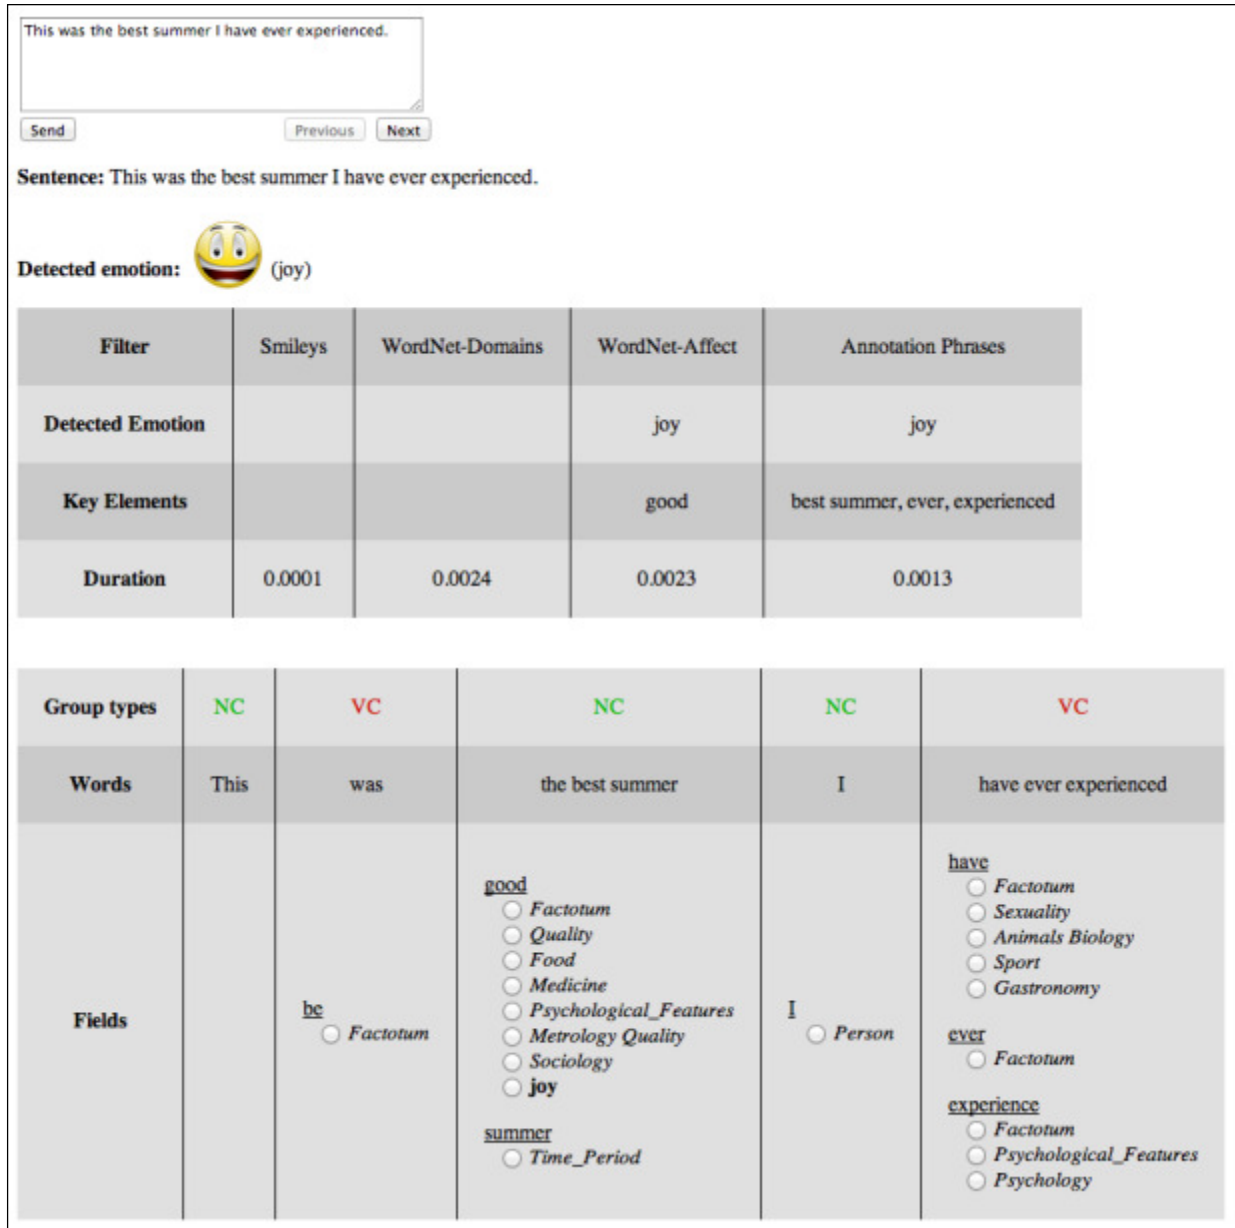 This was the best summer I have ever experienced.
Send Previous Next
Sentence: This was the best summer I have ever experienced.
Detected emotion: (joy)
Filter Smileys WordNet-Domains WordNet-Affect Annotation Phrases
Detected Emotion joy joy
Key Elements good best summer, ever, experienced
Duration 0.0001 0.0024 0.0023 0.0013
Group types NC VC NC NC VC
Words This was the best summer I have ever experienced
Fields
be
Factotum
good
Factotum
Quality
Food
Medicine
Psychological_Features
Metrology Quality
Sociology
joy
summer
Time_Period
I
Person
have
Factotum
Sexuality
Animals Biology
Sport
Gastronomy
ever
Factotum
experience
Factotum
Psychological_Features
Psychology